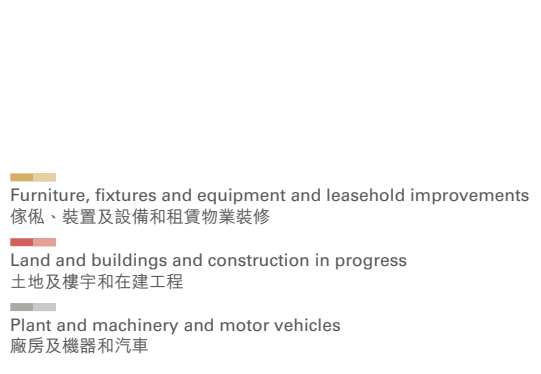 Furniture, fixtures and equipment and leasehold improvements
傢俬、裝置及設備和租賃物業裝修
Land and buildings and construction in progress
土地及樓宇和在建工程
Plant and machinery and motor vehicles
廠房及機器和汽車